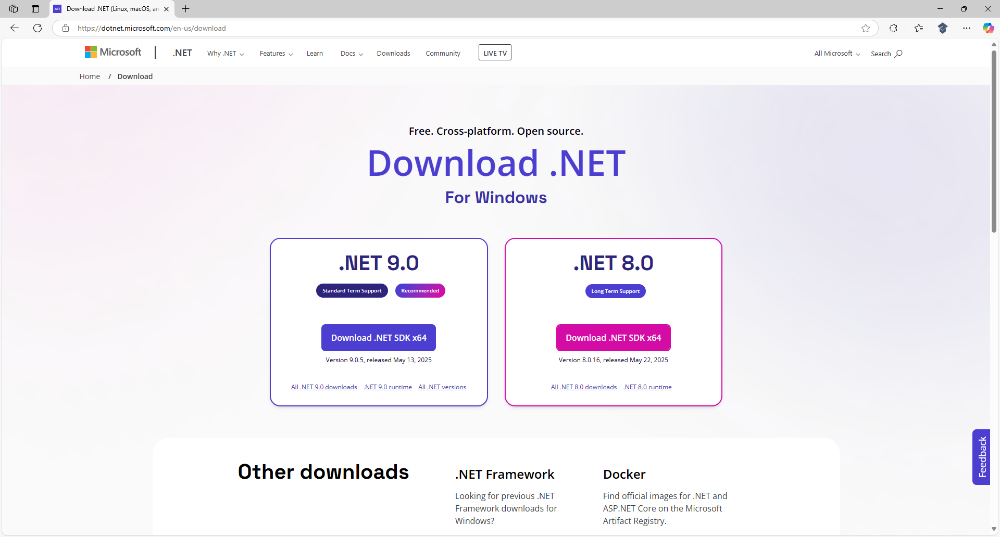 .NET
Download .NET (Linux, macOS, an
https://dotnet.microsoft.com/en-us/download
Microsoft
.NET
Why .NET
Features
Learn
Docs
Downloads
Community
LIVE TV
All Microsoft
Search
Home / Download
Free. Cross-platform. Open source.
Download .NET
For Windows
.NET 9.0
Standard Term Support
Recommended
Download .NET SDK x64
Version 9.0.5, released May 13, 2025
All .NET 9.0 downloads
.NET 9.0 runtime
All .NET versions
.NET 8.0
Long Term Support
Download .NET SDK x64
Version 8.0.16, released May 22, 2025
All .NET 8.0 downloads
.NET 8.0 runtime
Feedback
Other downloads
.NET Framework
Looking for previous .NET
Framework downloads for
Windows?
Docker
Find official images for .NET and
ASP.NET Core on the Microsoft
Artifact Registry.